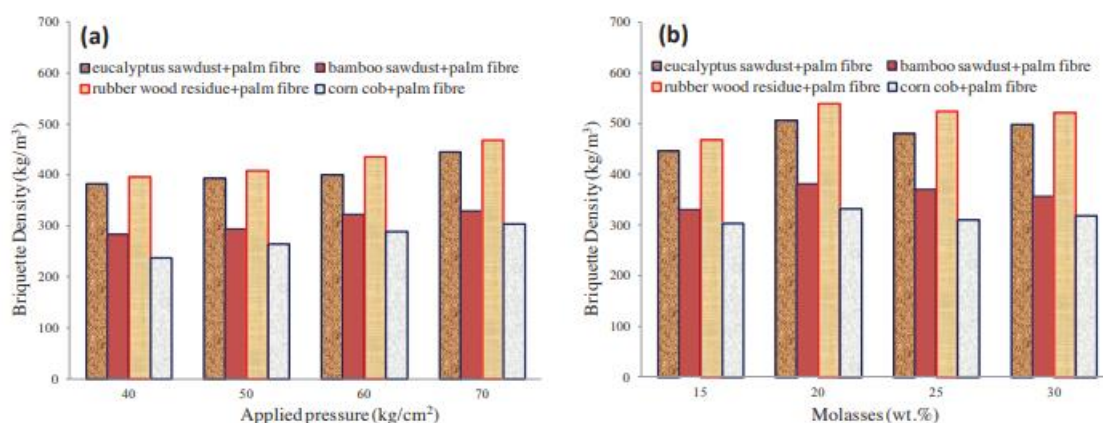 (a)
700
600
500
400
300
200
100
0
Briquette Density (kg/m³)
eucalyptus sawdust+palm fibre bamboo sawdust+palm fibre
rubber wood residue+palm fibre corn cob+palm fibre
40 50 60 70
Applied pressure (kg/cm²)
(b)
700
600
500
400
300
200
100
0
Briquette Density (kg/m³)
eucalyptus sawdust+palm fibre bamboo sawdust+palm fibre
rubber wood residue+palm fibre corn cob+palm fibre
15 20 25 30
Molasses (wt.%)